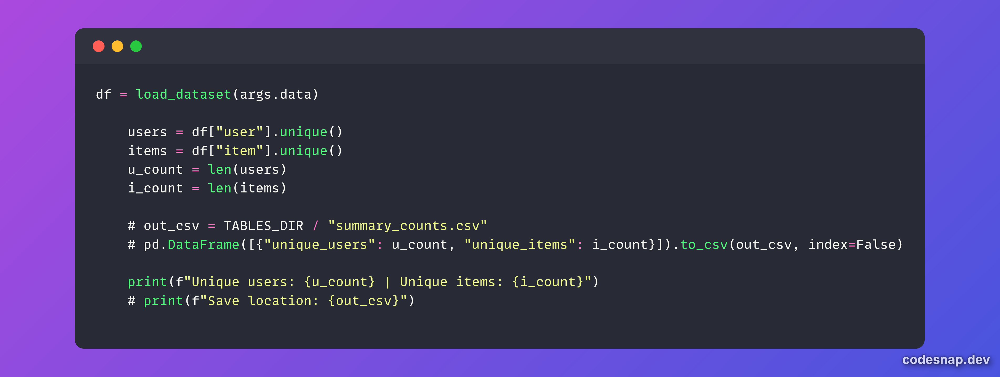 df = load_dataset(args.data)

    users = df["user"].unique()
    items = df["item"].unique()
    u_count = len(users)
    i_count = len(items)

    # out_csv = TABLES_DIR / "summary_counts.csv"
    # pd.DataFrame([{"unique_users": u_count, "unique_items": i_count}]).to_csv(out_csv, index=False)

    print(f"Unique users: {u_count} | Unique items: {i_count}")
    # print(f"Save location: {out_csv}")
codesnap.dev